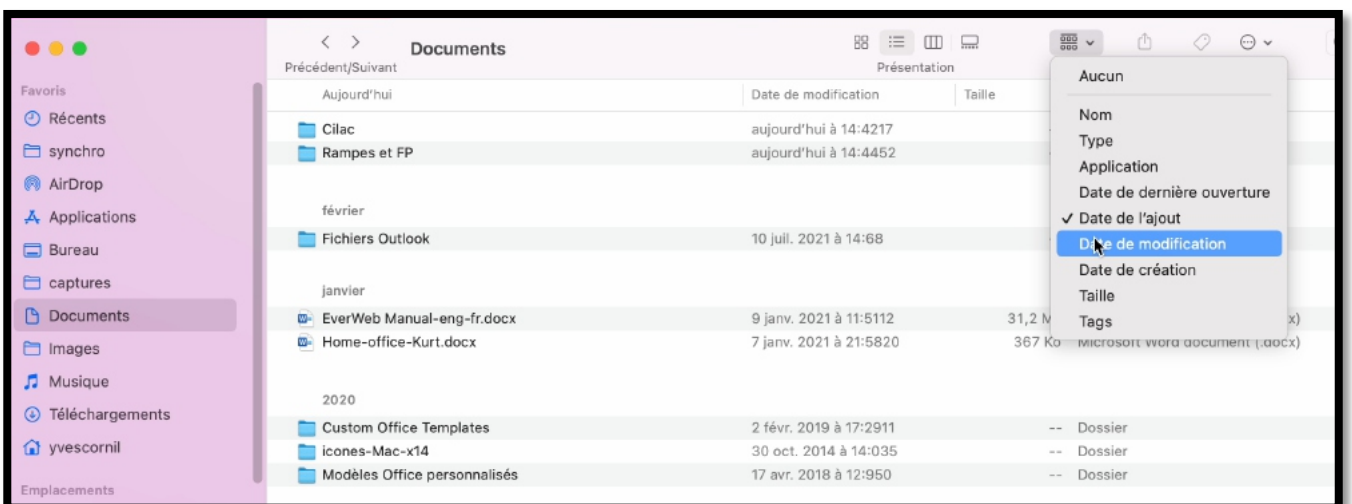 Documents
Précédent/Suivant
Présentation
Favoris
Récents
synchro
AirDrop
Applications
Bureau
captures
Documents
Images
Musique
Téléchargements
yvescornil
Emplacements
Aujourd'hui Date de modification Taille
Cilac aujourd'hui à 14:4217
Rampes et FP aujourd'hui à 14:4452
février
Fichiers Outlook 10 juil. 2021 à 14:68
janvier
EverWeb Manual-eng-fr.docx 9 janv. 2021 à 11:5112 31,2 M x)
Home-office-Kurt.docx 7 janv. 2021 à 21:5820 367 Ko Microsoft Word document (.docx)
2020
Custom Office Templates 2 févr. 2019 à 17:2911 -- Dossier
icones-Mac-x14 30 oct. 2014 à 14:035 -- Dossier
Modèles Office personnalisés 17 avr. 2018 à 12:950 -- Dossier
Aucun
Nom
Type
Application
Date de dernière ouverture
✓ Date de l'ajout
Date de modification
Date de création
Taille
Tags